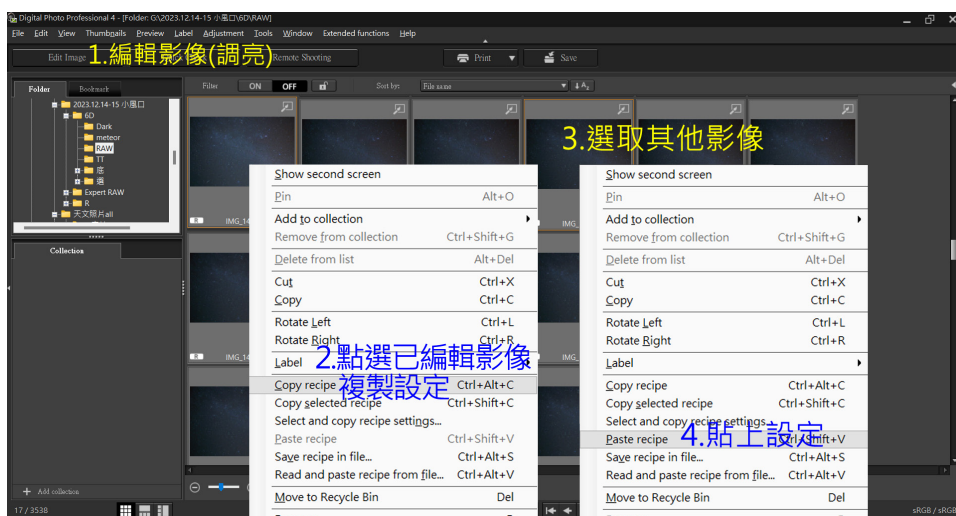 Digital Photo Professional 4 - [Folder: G:\2023.12.14-15 小風口\6D\RAW]
File Edit View Thumbnails Preview Label Adjustment Tools Window Extended functions Help
Edit Image
1.編輯影像(調亮)
Remote Shooting
Print
Save
Folder Bookmark
Filter ON OFF Sort by: File name
2023.12.14-15 小風口
6D
Dark
meteor
RAW
TT
底
過
Expert RAW
R
天文照片all
3.選取其他影像
Collection
R IMG_14
IMG_
R IMG_14
IMG_
Show second screen
Pin Alt+O
Add to collection
Remove from collection Ctrl+Shift+G
Delete from list Alt+Del
Cut Ctrl+X
Copy Ctrl+C
Rotate Left Ctrl+L
Rotate Right Ctrl+R
Label
2.點選已編輯影像
複製設定
Copy recipe Ctrl+Alt+C
Copy selected recipe Ctrl+Shift+C
Select and copy recipe settings...
Paste recipe Ctrl+Shift+V
Save recipe in file... Ctrl+Alt+S
Read and paste recipe from file... Ctrl+Alt+V
Move to Recycle Bin Del
Show second screen
Pin Alt+O
Add to collection
Remove from collection Ctrl+Shift+G
Delete from list Alt+Del
Cut Ctrl+X
Copy Ctrl+C
Rotate Left Ctrl+L
Rotate Right Ctrl+R
Label
Copy recipe Ctrl+Alt+C
Copy selected recipe Ctrl+Shift+C
Select and copy recipe settings...
Paste recipe Ctrl+Shift+V
4.貼上設定
Save recipe in file... Ctrl+Alt+S
Read and paste recipe from file... Ctrl+Alt+V
Move to Recycle Bin Del
Add collection
17 / 3538
sRGB / sRGB